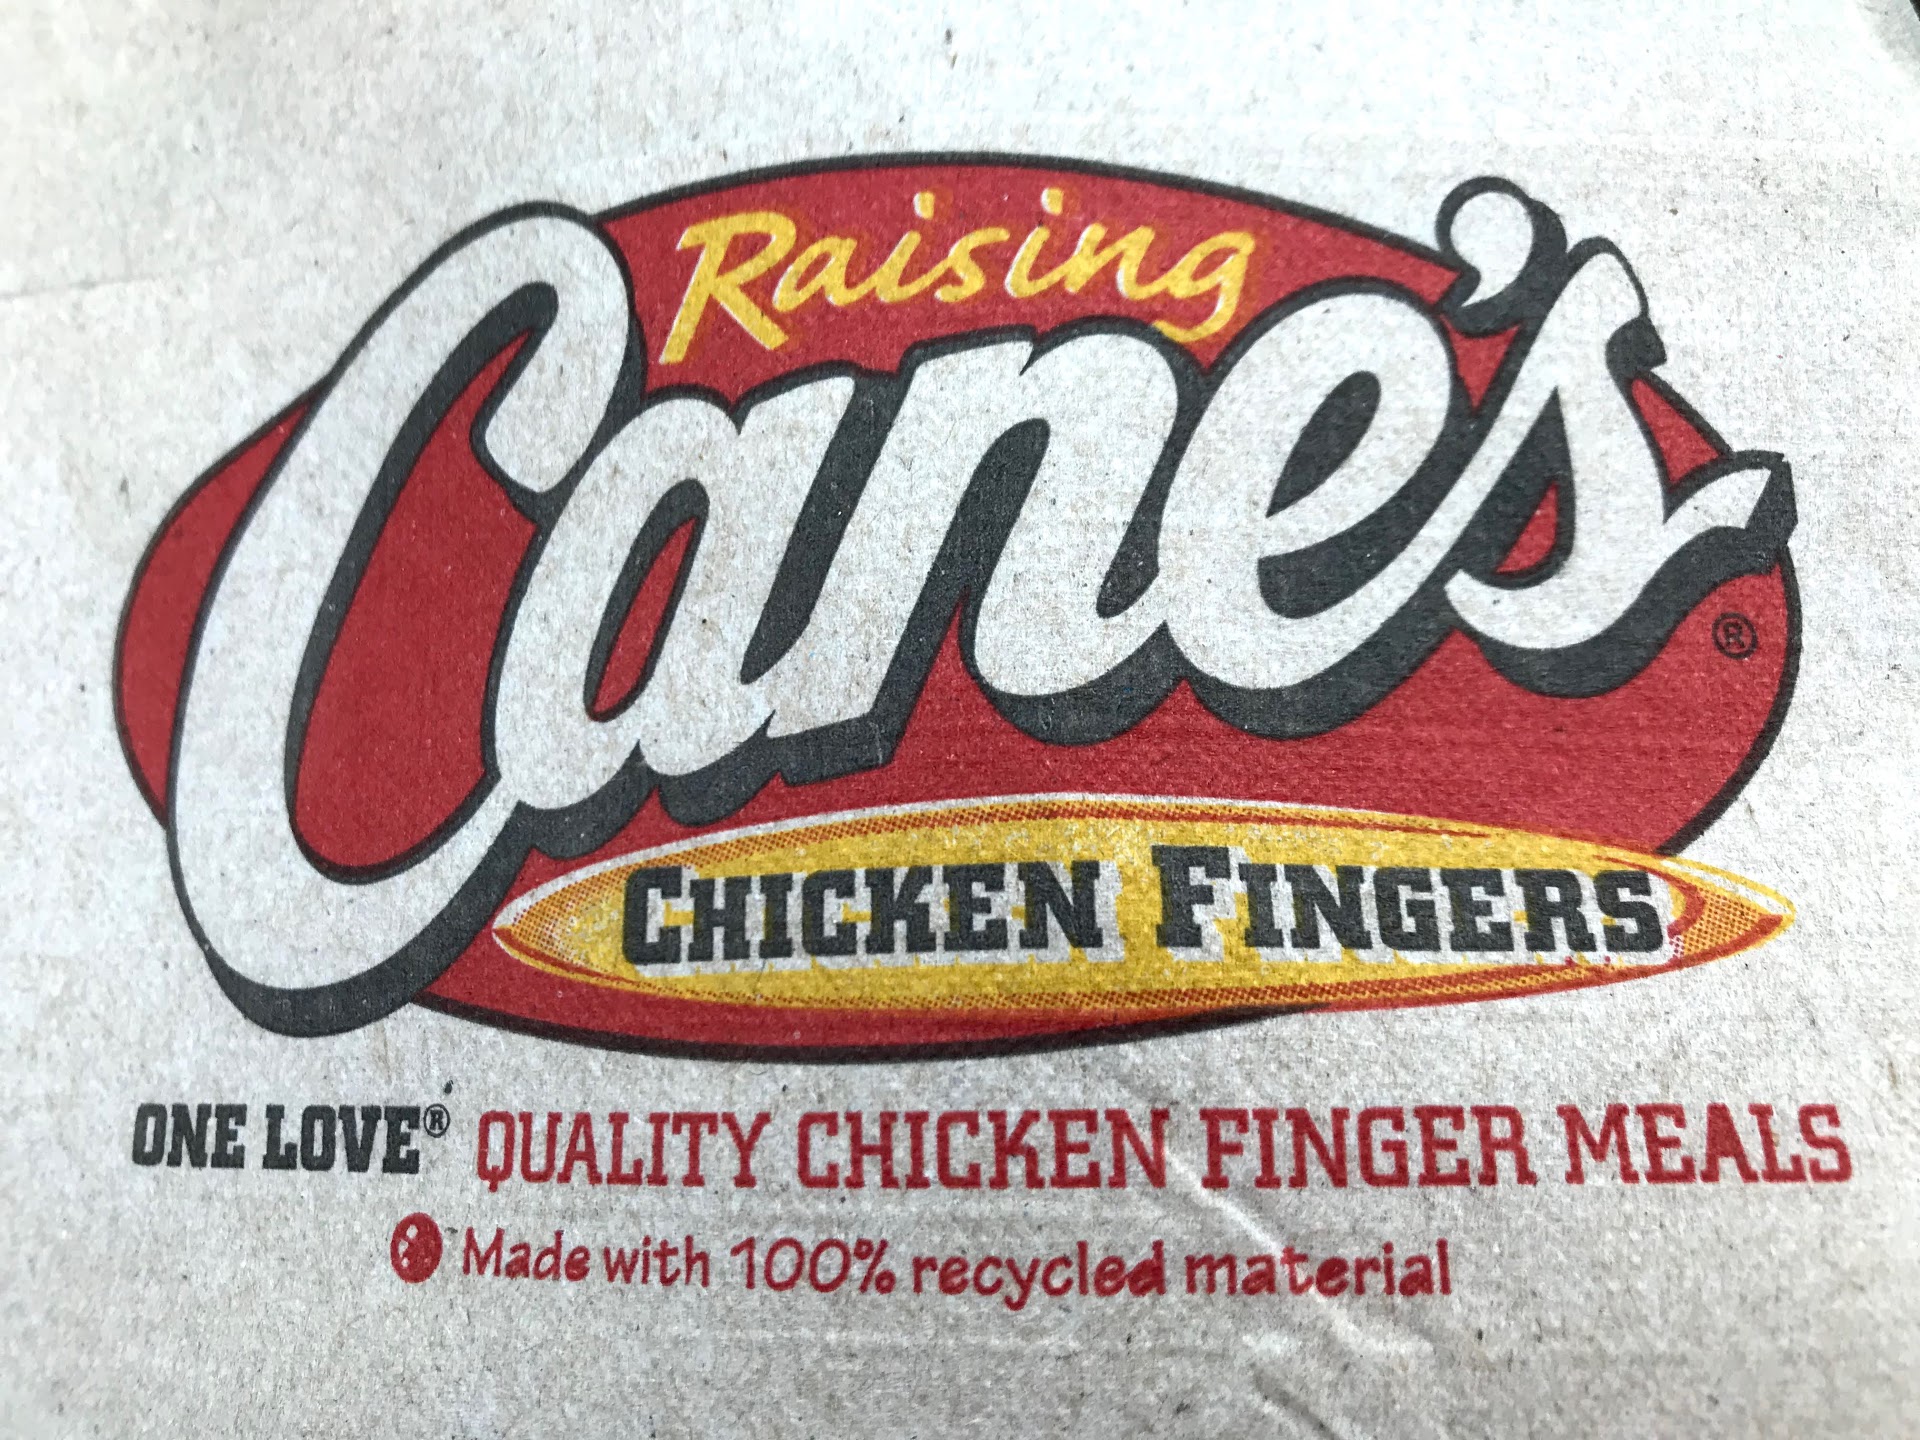 Raising
Cane's®
CHICKEN FINGERS
ONE LOVE® QUALITY CHICKEN FINGER MEALS
Made with 100% recycled material